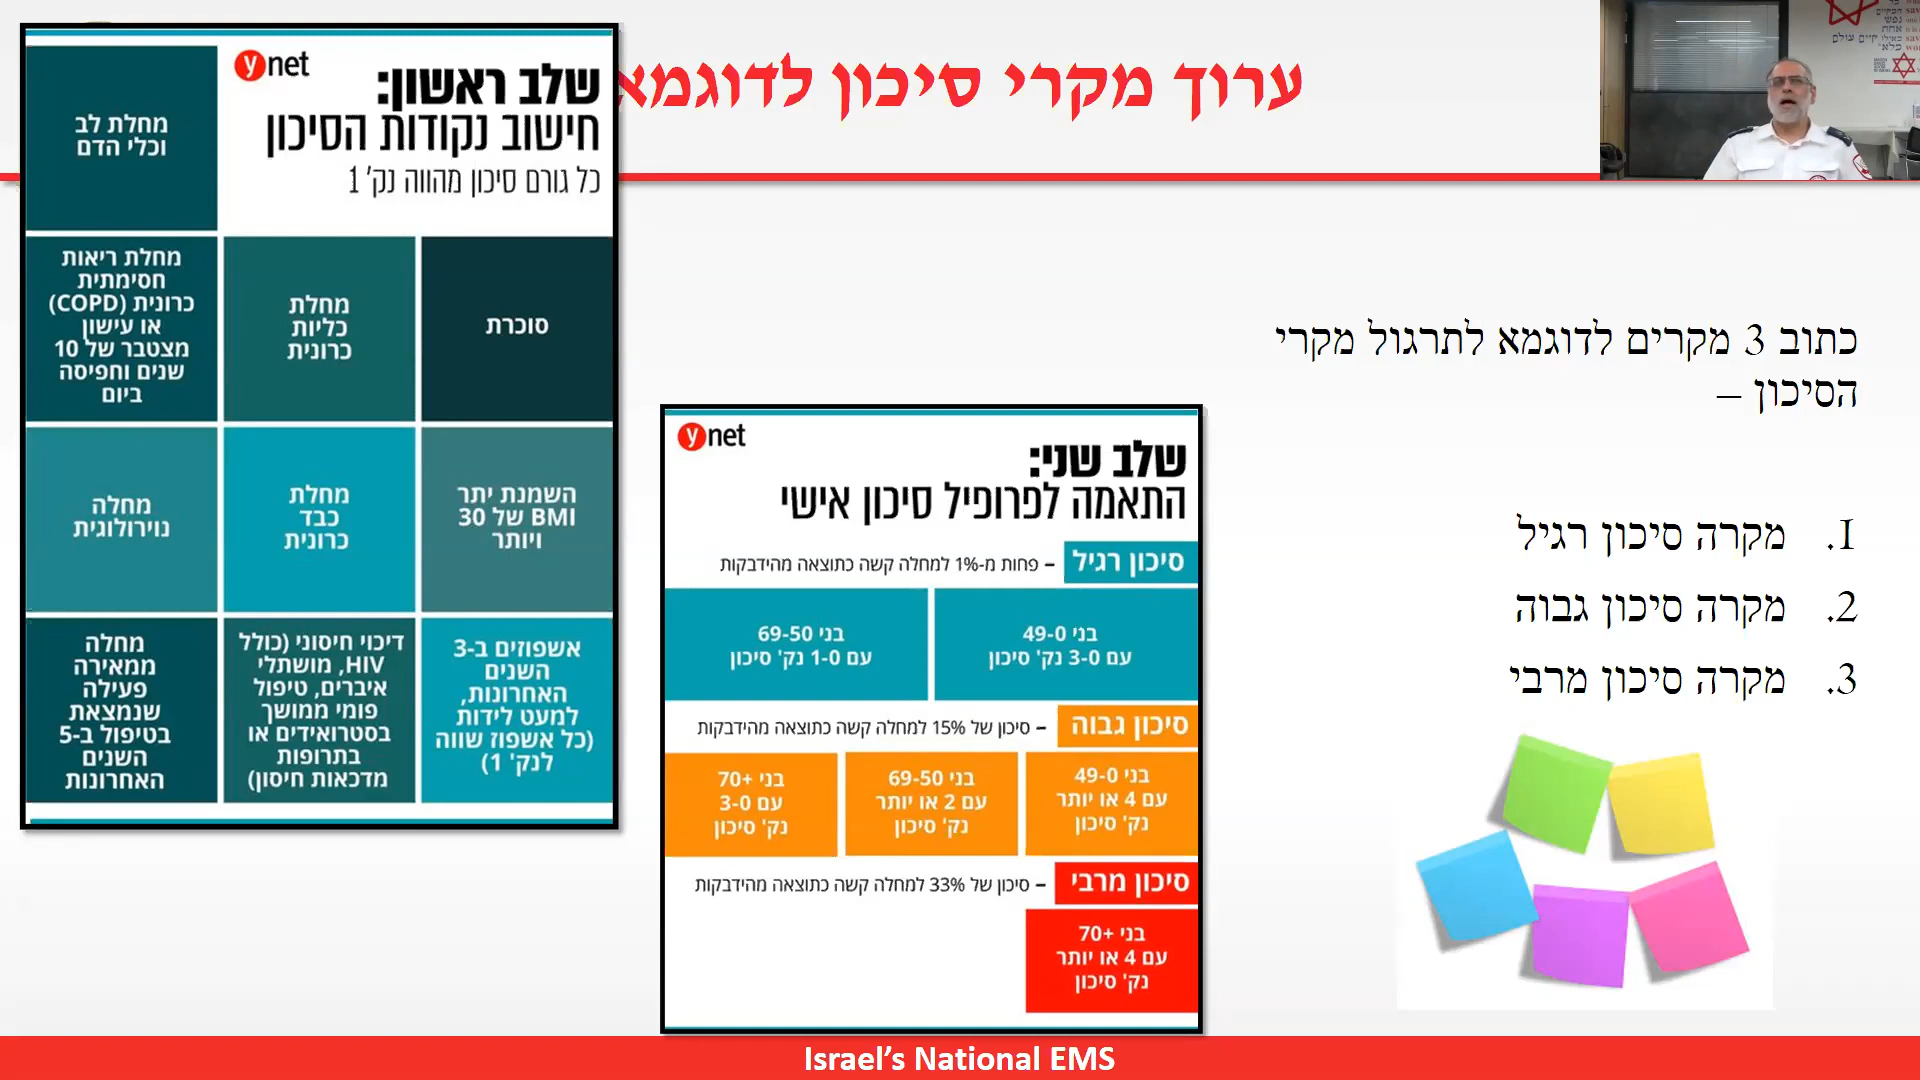 ערוך מקרי סיכון לדוגמא
ynet
שלב ראשון:
חישוב נקודות הסיכון
כל גורם סיכון מהווה נק' 1
מחלת לב
וכלי הדם
סוכרת
מחלת
כליות
כרונית
מחלת ריאות
חסימתית
כרונית (COPD)
או עישון
מצטבר של 10
שנים וחפיסה
ביום
השמנת יתר
BMI של 30
ויותר
מחלת
כבד
כרונית
מחלה
נוירולוגית
אשפוזים ב-3
השנים
האחרונות,
למעט לידות
(כל אשפוז שווה
לנק' 1)
דיכוי חיסוני (כולל
HIV, מושתלי
איברים, טיפול
פומי ממושך
בסטרואידים או
בתרופות
מדכאות חיסון)
מחלה
ממאירה
פעילה
שנמצאת
בטיפול ב-5
השנים
האחרונות
כתוב 3 מקרים לדוגמא לתרגול מקרי
הסיכון –
1. מקרה סיכון רגיל
2. מקרה סיכון גבוה
3. מקרה סיכון מרבי
ynet
שלב שני:
התאמה לפרופיל סיכון אישי
סיכון רגיל – פחות מ-1% למחלה קשה כתוצאה מהידבקות
בני 49-0
עם 3-0 נק' סיכון
בני 69-50
עם 1-0 נק' סיכון
סיכון גבוה – סיכון של 15% למחלה קשה כתוצאה מהידבקות
בני 49-0
עם 4 או יותר
נק' סיכון
בני 69-50
עם 2 או יותר
נק' סיכון
בני +70
עם 3-0
נק' סיכון
סיכון מרבי – סיכון של 33% למחלה קשה כתוצאה מהידבקות
בני +70
עם 4 או יותר
נק' סיכון
Israel's National EMS